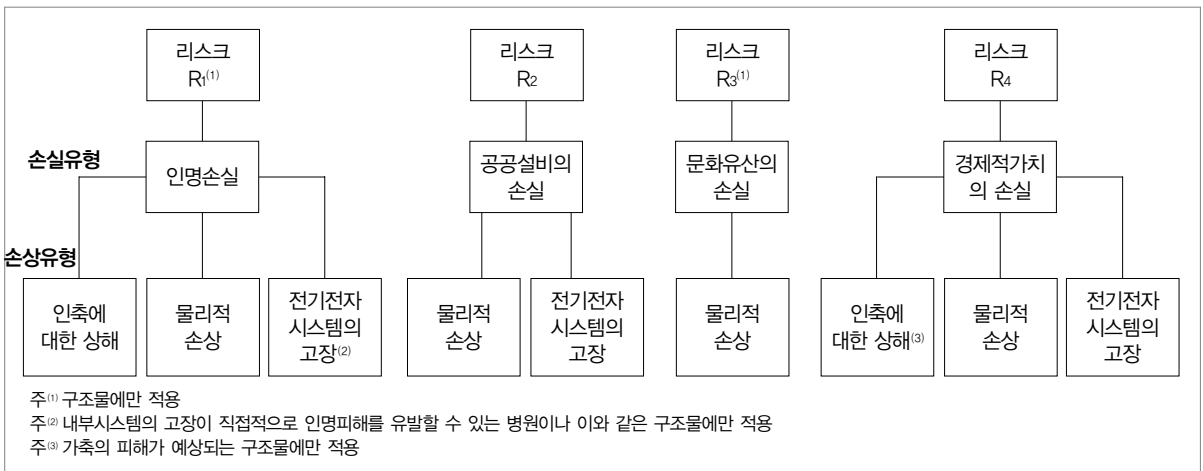 리스크
R1⁽¹⁾
리스크
R2
리스크
R3⁽¹⁾
리스크
R4
손실유형
인명손실
공공설비의
손실
문화유산의
손실
경제적가치
의 손실
손상유형
인축에
대한 상해
물리적
손상
전기전자
시스템의
고장⁽²⁾
물리적
손상
전기전자
시스템의
고장
물리적
손상
인축에
대한 상해⁽³⁾
물리적
손상
전기전자
시스템의
고장
주⁽¹⁾ 구조물에만 적용
주⁽²⁾ 내부시스템의 고장이 직접적으로 인명피해를 유발할 수 있는 병원이나 이와 같은 구조물에만 적용
주⁽³⁾ 가축의 피해가 예상되는 구조물에만 적용